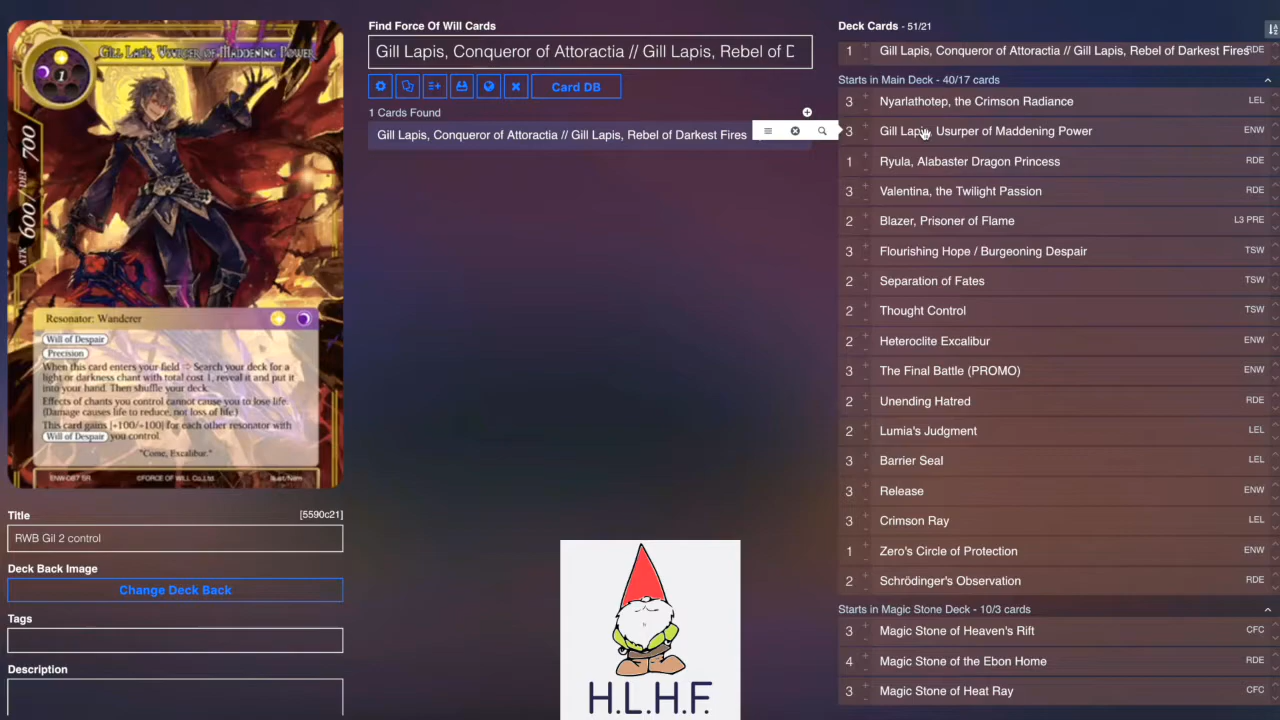 Gill Lapis, Usurper of Maddening Power
1
ATK 600 / DEF 700
Resonator: Wanderer
Will of Despair
Precision
When this card enters your field ⇨ Search your deck for a
light or darkness chant with total cost 1, reveal it and put it
into your hand. Then shuffle your deck.
Effects of chants you control cannot cause you to lose life.
(Damage causes life to reduce, not loss of life.)
This card gains [+100/+100] for each other resonator with
Will of Despair you control.
"Come, Excalibur."
©FORCE OF WILL Co.,Ltd.
Title
[5590c21]
RWB Gil 2 control
Deck Back Image
Change Deck Back
Tags
Description
Find Force Of Will Cards
Gill Lapis, Conqueror of Attoractia // Gill Lapis, Rebel of D
Card DB
1 Cards Found
Gill Lapis, Conqueror of Attoractia // Gill Lapis, Rebel of Darkest Fires
H.L.H.F.
Deck Cards - 51/21
1 Gill Lapis, Conqueror of Attoractia // Gill Lapis, Rebel of Darkest Fires RDE
Starts in Main Deck - 40/17 cards
3 Nyarlathotep, the Crimson Radiance LEL
3 Gill Lapis, Usurper of Maddening Power ENW
1 Ryula, Alabaster Dragon Princess RDE
3 Valentina, the Twilight Passion RDE
2 Blazer, Prisoner of Flame L3 PRE
3 Flourishing Hope / Burgeoning Despair TSW
2 Separation of Fates TSW
2 Thought Control TSW
2 Heteroclite Excalibur ENW
3 The Final Battle (PROMO) ENW
2 Unending Hatred RDE
2 Lumia's Judgment LEL
3 Barrier Seal LEL
3 Release ENW
3 Crimson Ray LEL
1 Zero's Circle of Protection ENW
2 Schrödinger's Observation RDE
Starts in Magic Stone Deck - 10/3 cards
3 Magic Stone of Heaven's Rift CFC
4 Magic Stone of the Ebon Home RDE
3 Magic Stone of Heat Ray CFC